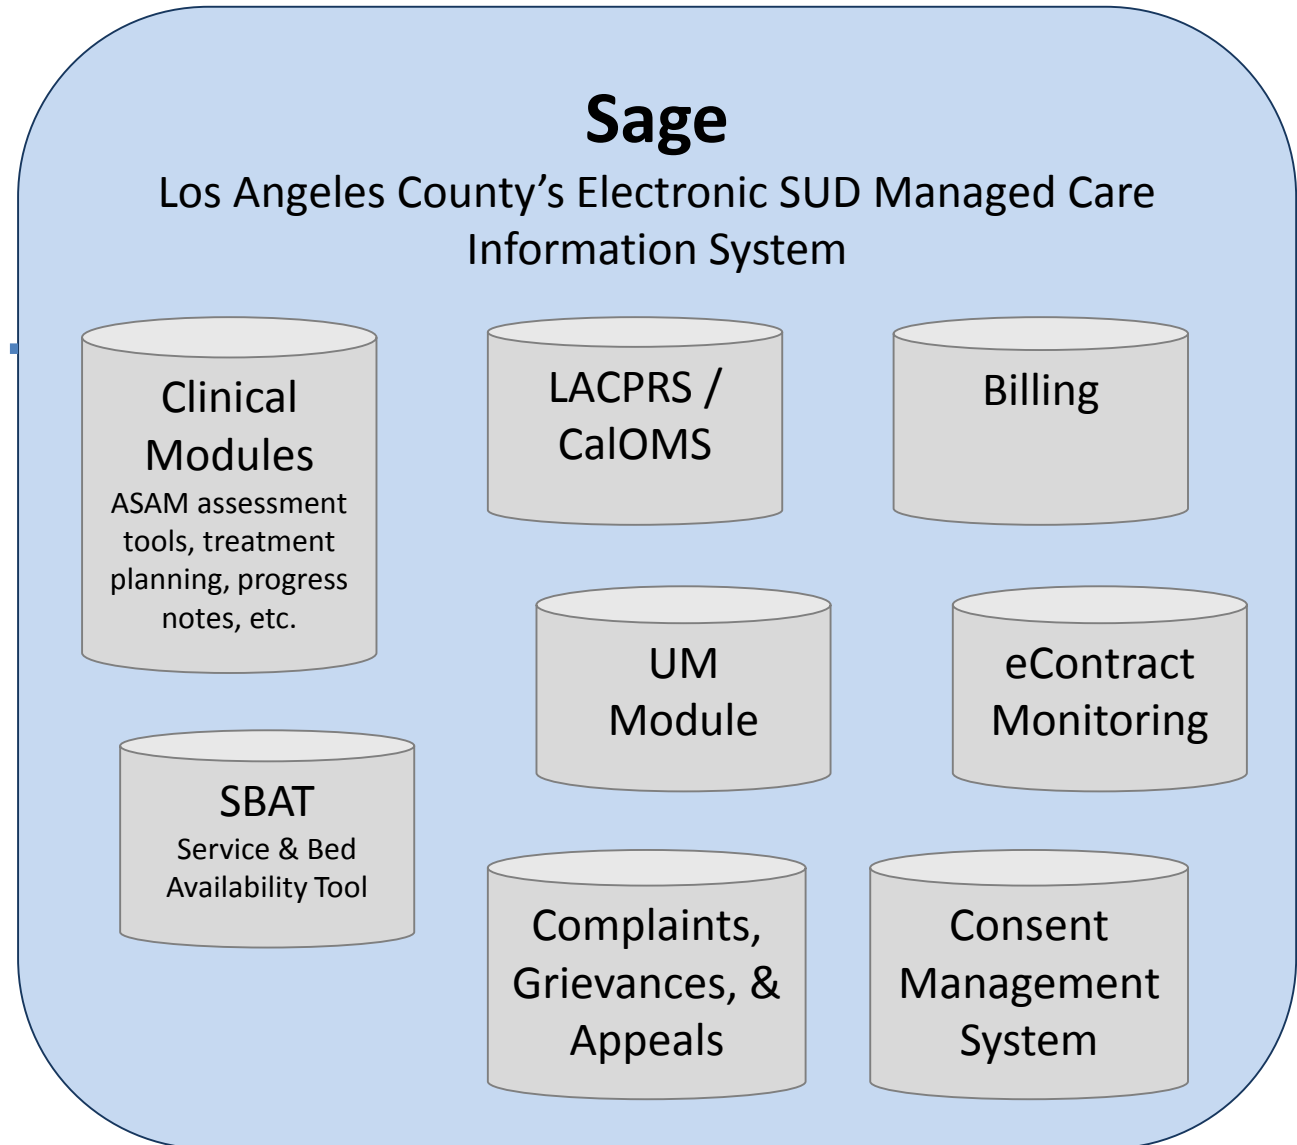 Sage
Los Angeles County’s Electronic SUD Managed Care
Information System
Clinical
Modules
ASAM assessment
tools, treatment
planning, progress
notes, etc.
LACPRS /
CalOMS
Billing
UM
Module
eContract
Monitoring
SBAT
Service & Bed
Availability Tool
Complaints,
Grievances, &
Appeals
Consent
Management
System